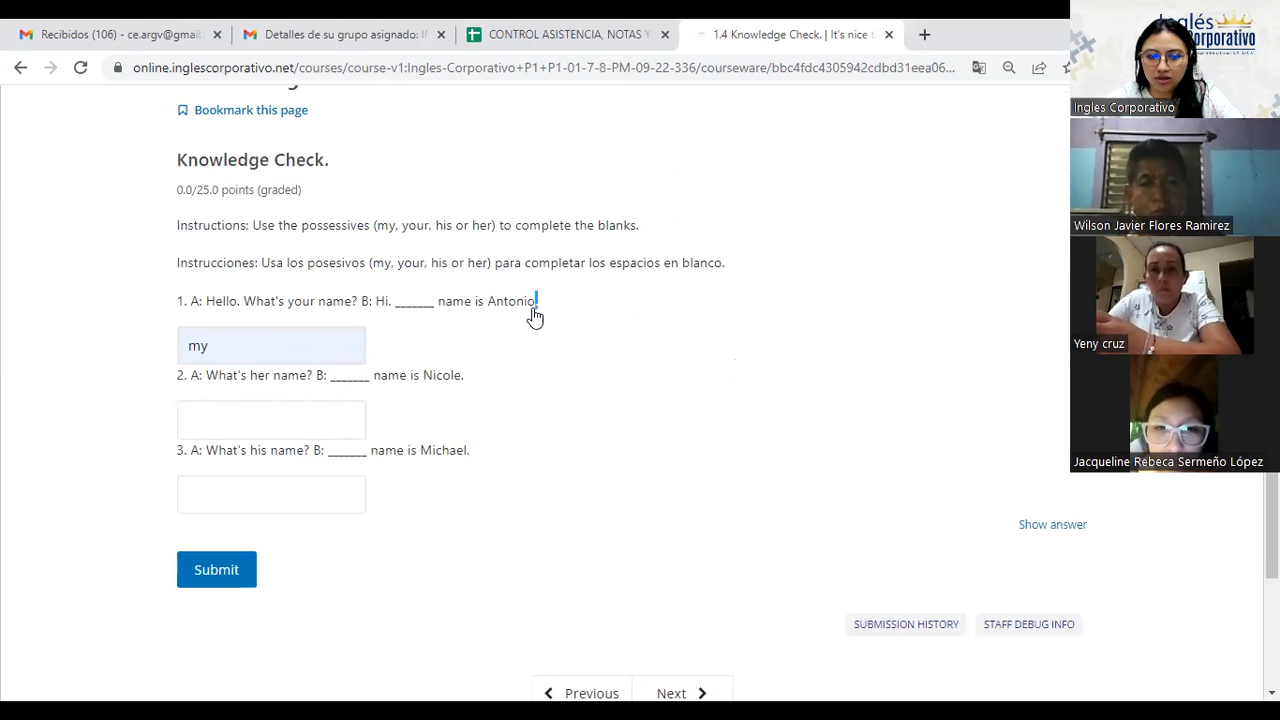 Recibidos (106) - ce.argv@gmai
Detalles de su grupo asignado: I
CONTROL ASISTENCIA, NOTAS Y
1.4 Knowledge Check. | It's nice t
online.inglescorporativo.net/courses/course-v1:Ingles-Corporativo+P1+P1-01-7-8-PM-09-22-336/courseware/bbc4fdc4305942cdbd31eea06...
Inglés
Corporativo
Ingles Corporativo
Bookmark this page
Knowledge Check.
0.0/25.0 points (graded)
Instructions: Use the possessives (my, your, his or her) to complete the blanks.
Wilson Javier Flores Ramirez
Instrucciones: Usa los posesivos (my, your, his or her) para completar los espacios en blanco.
1. A: Hello. What's your name? B: Hi. _______ name is Antonio.
my
Yeny cruz
2. A: What's her name? B: _______ name is Nicole.
3. A: What's his name? B: _______ name is Michael.
Jacqueline Rebeca Sermeño López
Show answer
Submit
SUBMISSION HISTORY
STAFF DEBUG INFO
Previous
Next